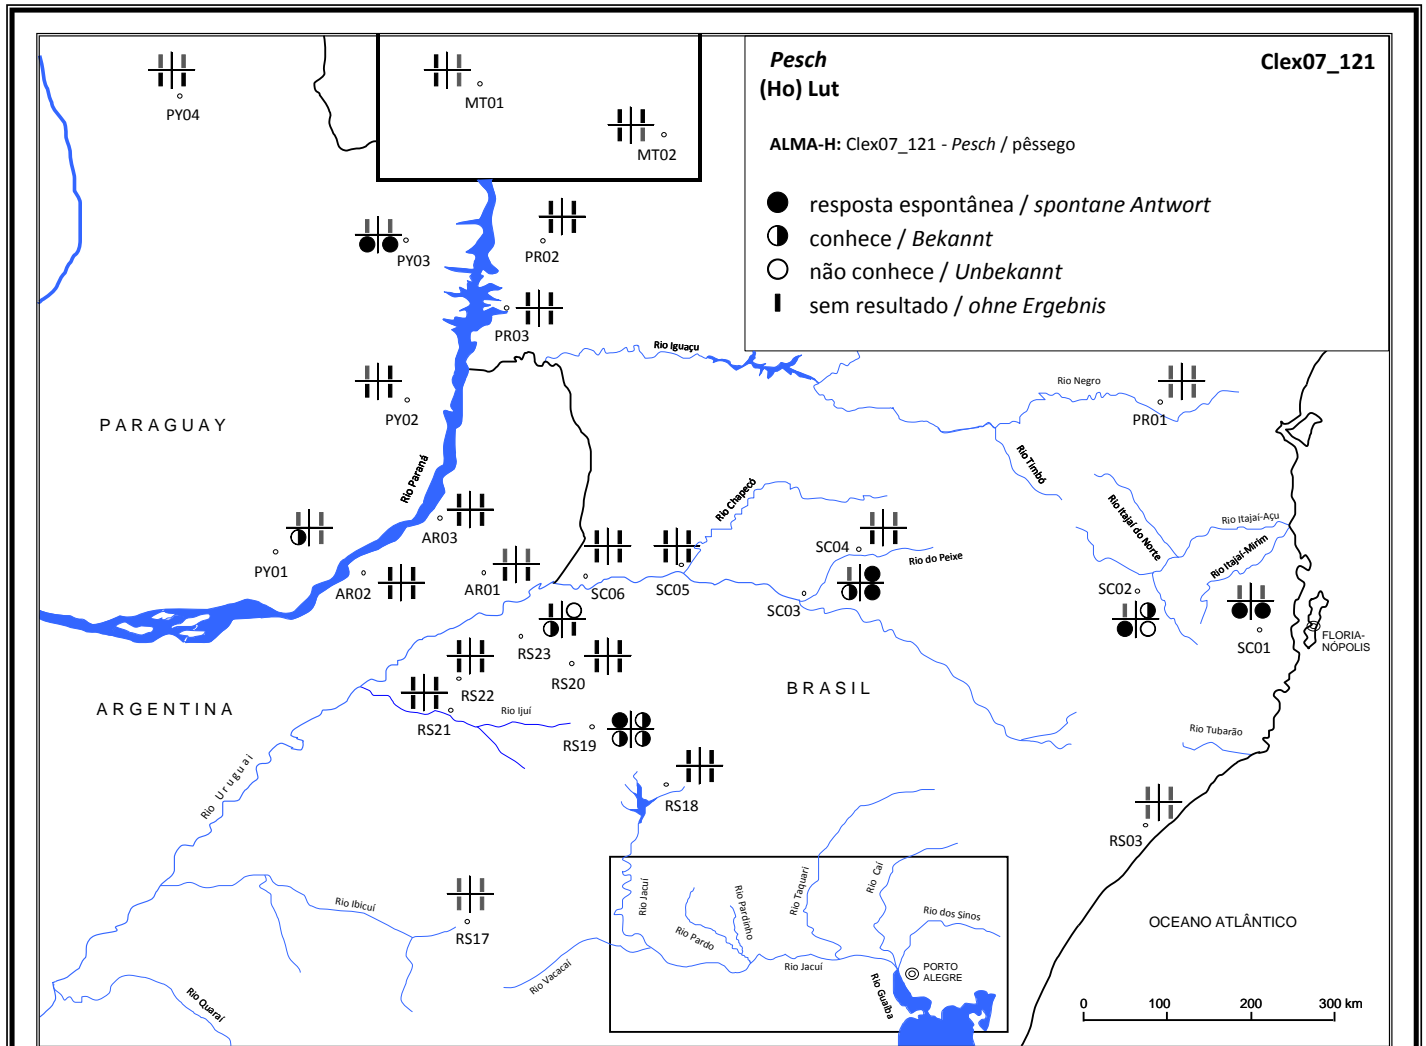 Pesch
(Ho) Lut
Clex07_121
ALMA-H: Clex07_121 - Pesch / pêssego
resposta espontânea / spontane Antwort
conhece / Bekannt
não conhece / Unbekannt
sem resultado / ohne Ergebnis
PY04
MT01
MT02
PY03
PR02
PR03
Rio Iguaçu
Rio Negro
PR01
PY02
PARAGUAY
Rio Paraná
Rio Timbó
Rio Chapecó
Rio Itajaí do Norte
Rio Itajaí-Açu
Rio Itajaí-Mirim
AR03
SC04
Rio do Peixe
PY01
AR02
AR01
SC06
SC05
SC03
SC02
SC01
FLORIA-
NÓPOLIS
RS23
RS20
RS22
BRASIL
ARGENTINA
RS21
Rio Ijuí
RS19
Rio Tubarão
Rio Uruguai
RS18
RS03
Rio Jacuí
Rio Pardinho
Rio Taquari
Rio Caí
Rio Ibicuí
Rio dos Sinos
OCEANO ATLÂNTICO
RS17
Rio Pardo
Rio Vacacaí
Rio Jacuí
PORTO
ALEGRE
Rio Quaraí
Rio Guaíba
0 100 200 300 km